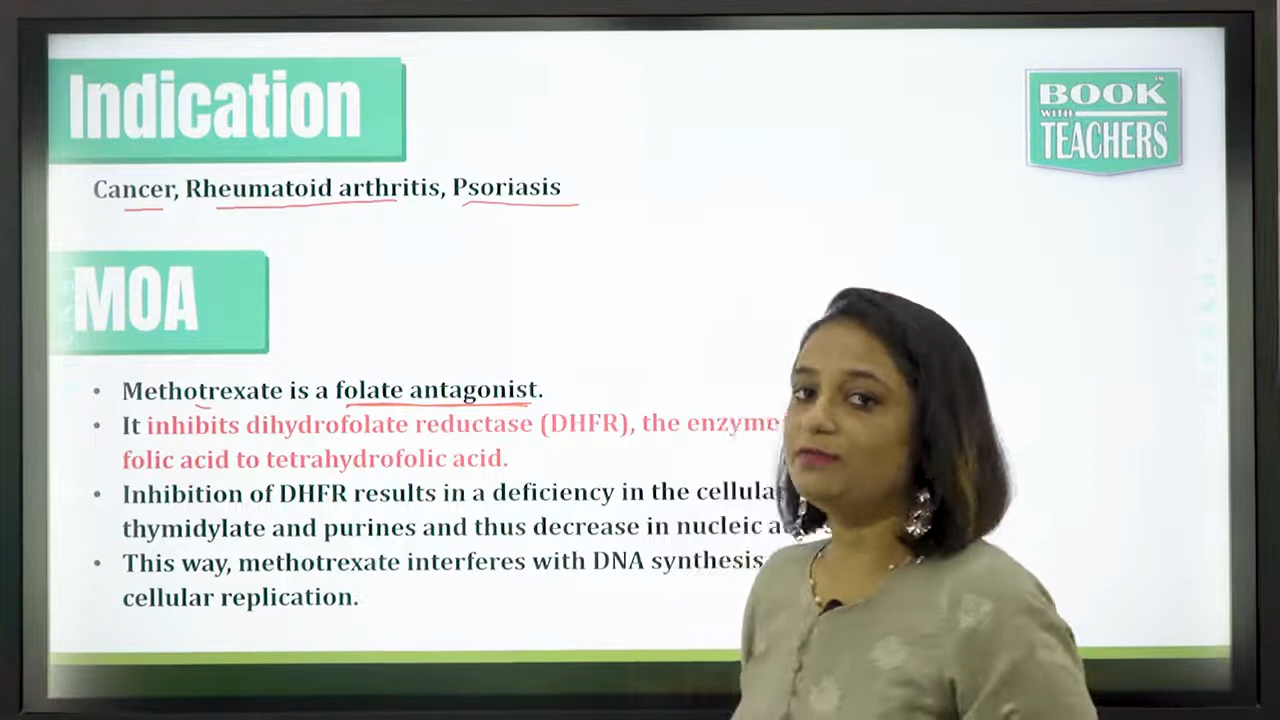 Indication
BOOK
WITH
TEACHERS
™
Cancer, Rheumatoid arthritis, Psoriasis
MOA
• Methotrexate is a folate antagonist.
• It inhibits dihydrofolate reductase (DHFR), the enzyme
folic acid to tetrahydrofolic acid.
• Inhibition of DHFR results in a deficiency in the
thymidylate and purines and thus decrease in nucleic
• This way, methotrexate interferes with DNA synthesis
cellular replication.